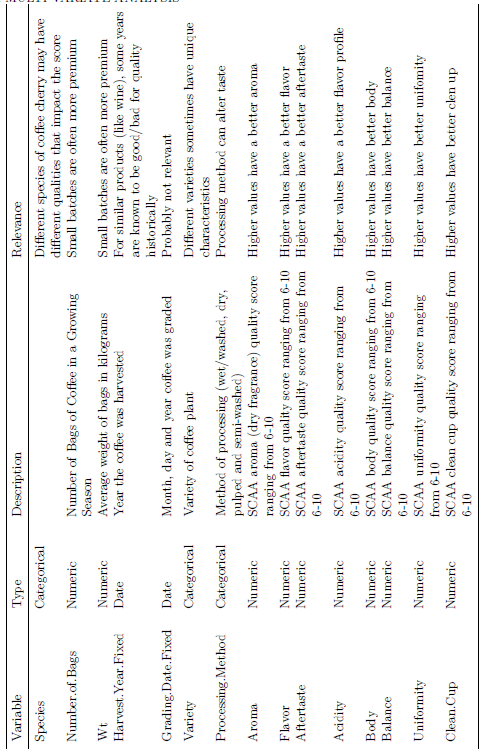 MULTI VARIATE ANALYSIS
Variable Type Description Relevance
Species Categorical Different species of coffee cherry may have
different qualities that impact the score
Number.of.Bags Numeric Number of Bags of Coffee in a Growing Small batches are often more premium
Season
Wt Numeric Average weight of bags in kilograms Small batches are often more premium
Harvest.Year.Fixed Date Year the coffee was harvested For similar products (like wine), some years
are known to be good/bad for quality
historically
Grading.Date.Fixed Date Month, day and year coffee was graded Probably not relevant
Variety Categorical Variety of coffee plant Different varieties sometimes have unique
characteristics
Processing.Method Categorical Method of processing (wet/washed, dry, Processing method can alter taste
pulped and semi-washed)
Aroma Numeric SCAA aroma (dry fragrance) quality score Higher values have a better aroma
ranging from 6-10
Flavor Numeric SCAA flavor quality score ranging from 6-10 Higher values have a better flavor
Aftertaste Numeric SCAA aftertaste quality score ranging from Higher values have a better aftertaste
6-10
Acidity Numeric SCAA acidity quality score ranging from Higher values have a better flavor profile
6-10
Body Numeric SCAA body quality score ranging from 6-10 Higher values have better body
Balance Numeric SCAA balance quality score ranging from Higher values have better balance
6-10
Uniformity Numeric SCAA uniformity quality score ranging Higher values have better unifomity
from 6-10
Clean.Cup Numeric SCAA clean cup quality score ranging from Higher values have better clen up
6-10